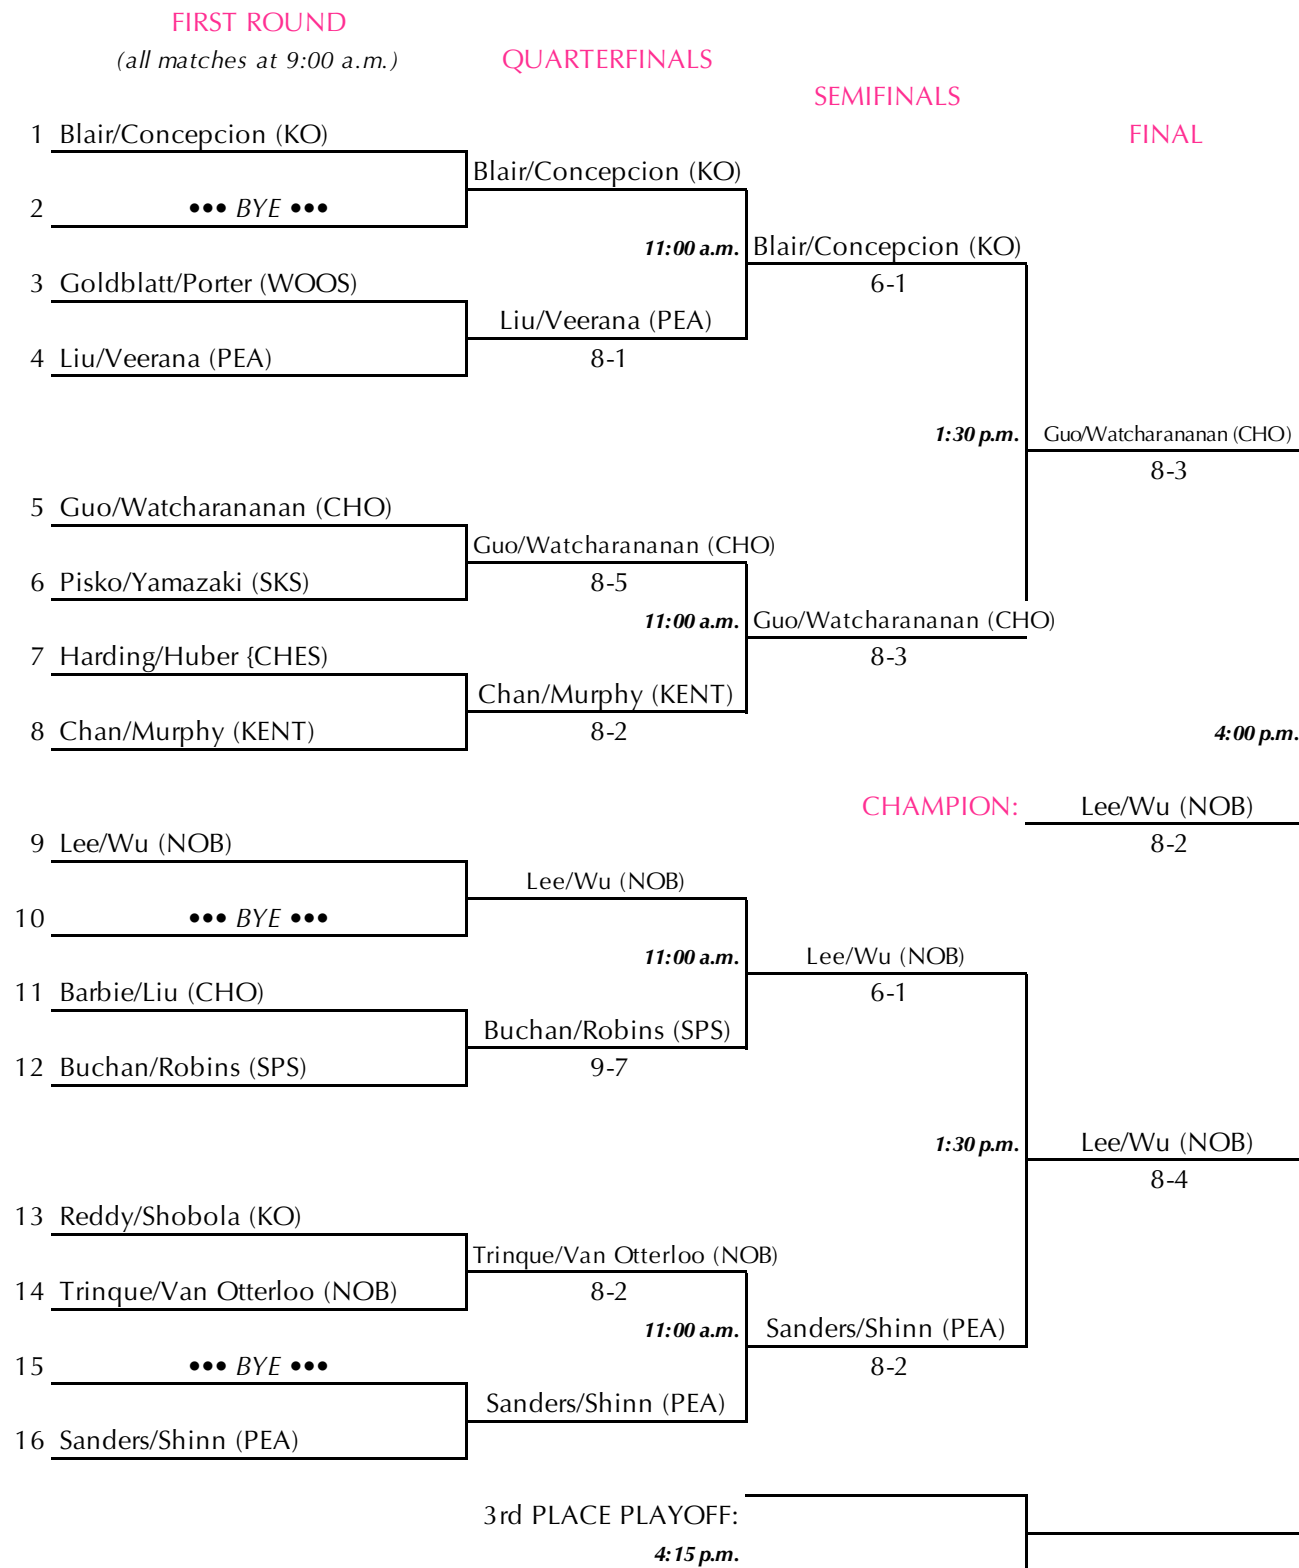 FIRST ROUND
(all matches at 9:00 a.m.)
QUARTERFINALS
SEMIFINALS
FINAL
1 Blair/Concepcion (KO)
Blair/Concepcion (KO)
2 ••• BYE •••
11:00 a.m. Blair/Concepcion (KO)
3 Goldblatt/Porter (WOOS)
6-1
Liu/Veerana (PEA)
4 Liu/Veerana (PEA)
8-1
1:30 p.m. Guo/Watcharananan (CHO)
8-3
5 Guo/Watcharananan (CHO)
Guo/Watcharananan (CHO)
6 Pisko/Yamazaki (SKS)
8-5
11:00 a.m. Guo/Watcharananan (CHO)
7 Harding/Huber {CHES)
8-3
Chan/Murphy (KENT)
8 Chan/Murphy (KENT)
8-2
4:00 p.m.
CHAMPION: Lee/Wu (NOB)
9 Lee/Wu (NOB)
8-2
Lee/Wu (NOB)
10 ••• BYE •••
11:00 a.m. Lee/Wu (NOB)
11 Barbie/Liu (CHO)
6-1
Buchan/Robins (SPS)
12 Buchan/Robins (SPS)
9-7
1:30 p.m. Lee/Wu (NOB)
8-4
13 Reddy/Shobola (KO)
Trinque/Van Otterloo (NOB)
14 Trinque/Van Otterloo (NOB)
8-2
11:00 a.m. Sanders/Shinn (PEA)
15 ••• BYE •••
8-2
Sanders/Shinn (PEA)
16 Sanders/Shinn (PEA)
3rd PLACE PLAYOFF:
4:15 p.m.